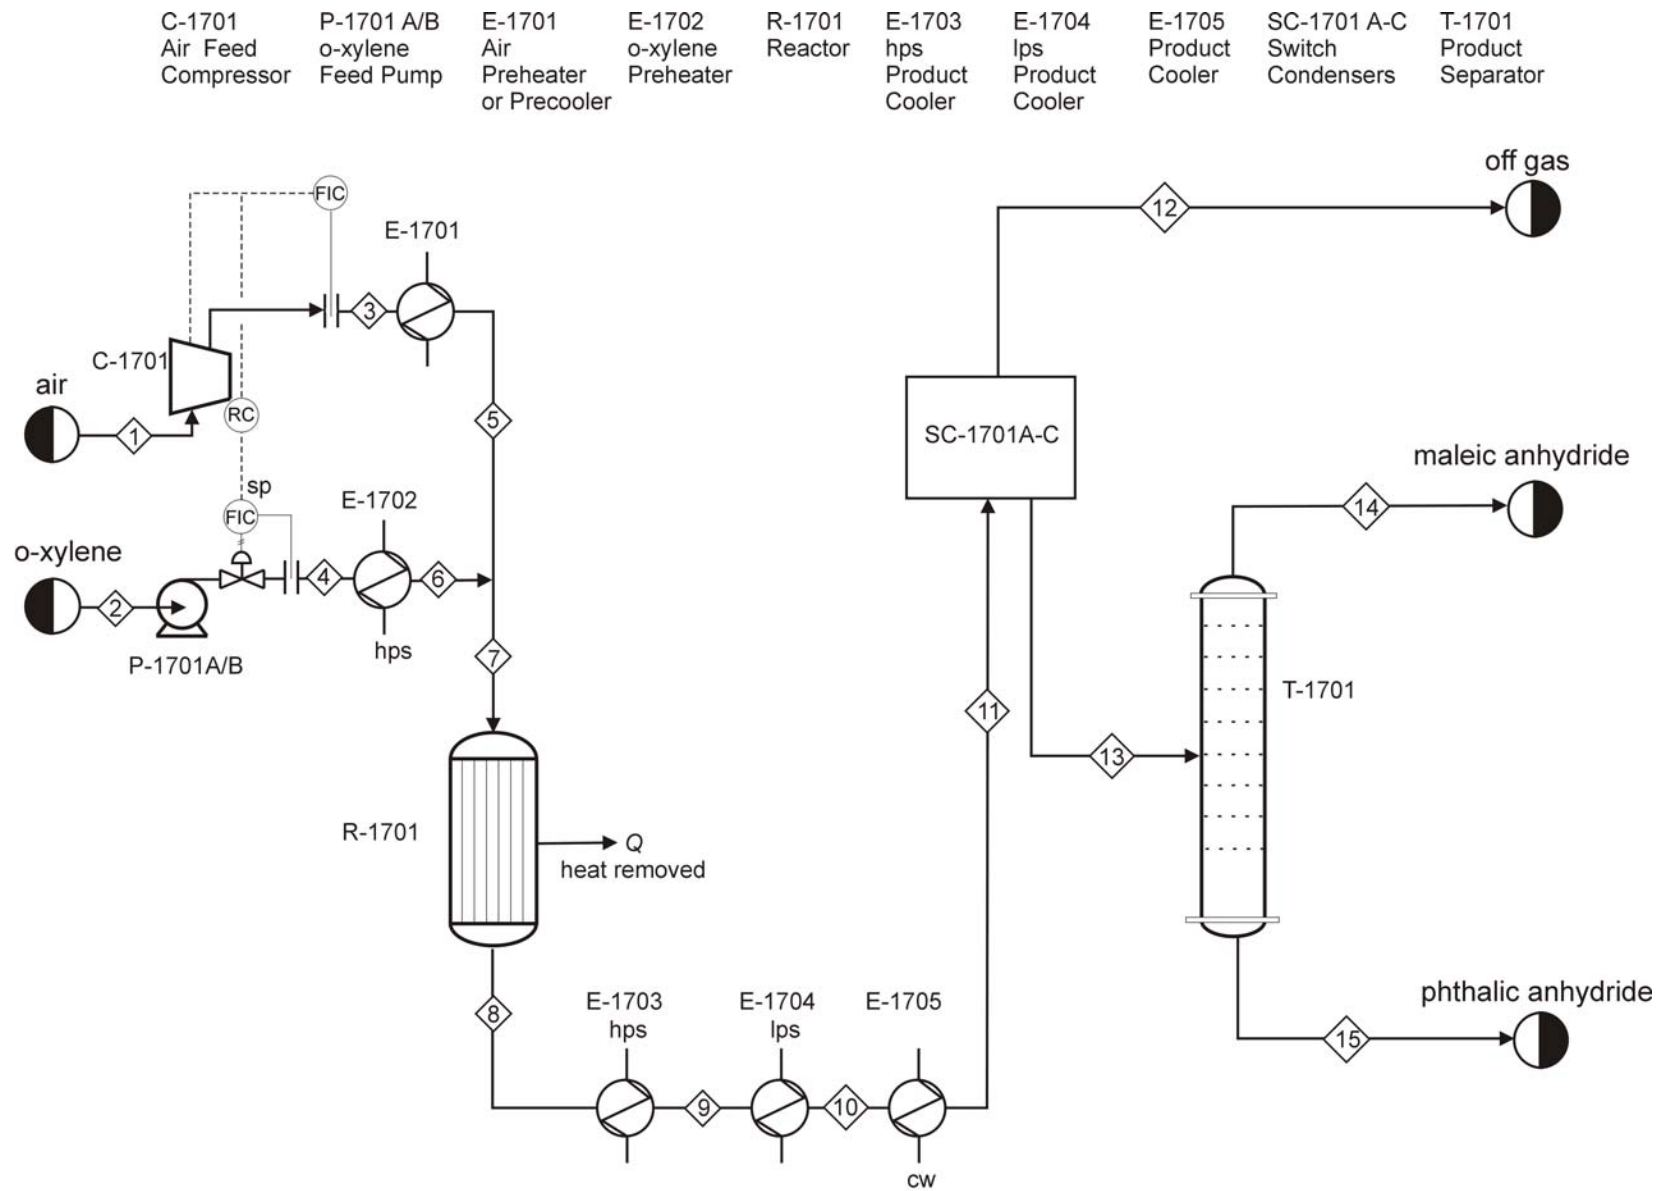 C-1701
Air Feed
Compressor
P-1701 A/B
o-xylene
Feed Pump
E-1701
Air
Preheater
or Precooler
E-1702
o-xylene
Preheater
R-1701
Reactor
E-1703
hps
Product
Cooler
E-1704
lps
Product
Cooler
E-1705
Product
Cooler
SC-1701 A-C
Switch
Condensers
T-1701
Product
Separator
off gas
12
FIC
E-1701
3
C-1701
air
1
RC
5
SC-1701A-C
sp
FIC
E-1702
o-xylene
2
4
6
hps
P-1701A/B
7
maleic anhydride
14
T-1701
11
13
R-1701
Q
heat removed
8
E-1703
hps
E-1704
lps
E-1705
9
10
cw
phthalic anhydride
15